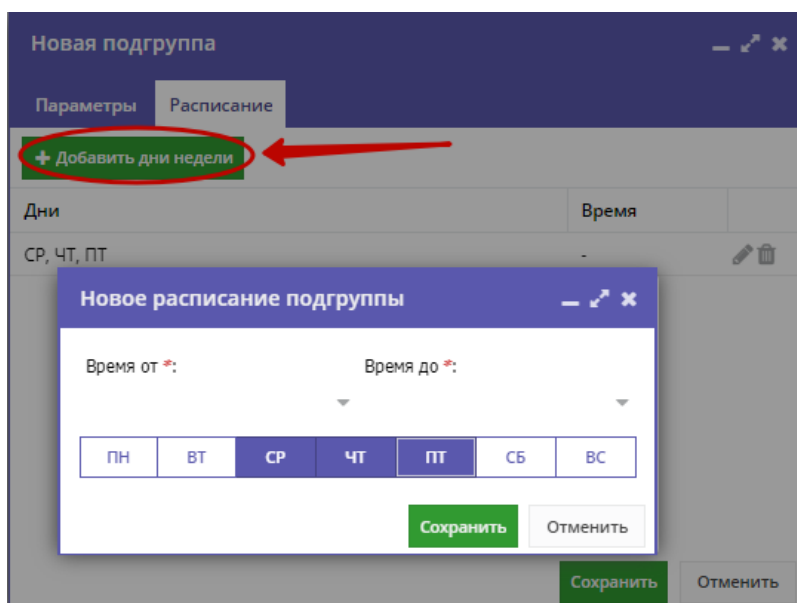 Новая подгруппа
Параметры Расписание
+ Добавить дни недели
Дни Время
СР, ЧТ, ПТ -
Новое расписание подгруппы
Время от *: Время до *:
ПН ВТ СР ЧТ ПТ СБ ВС
Сохранить Отменить
Сохранить Отменить